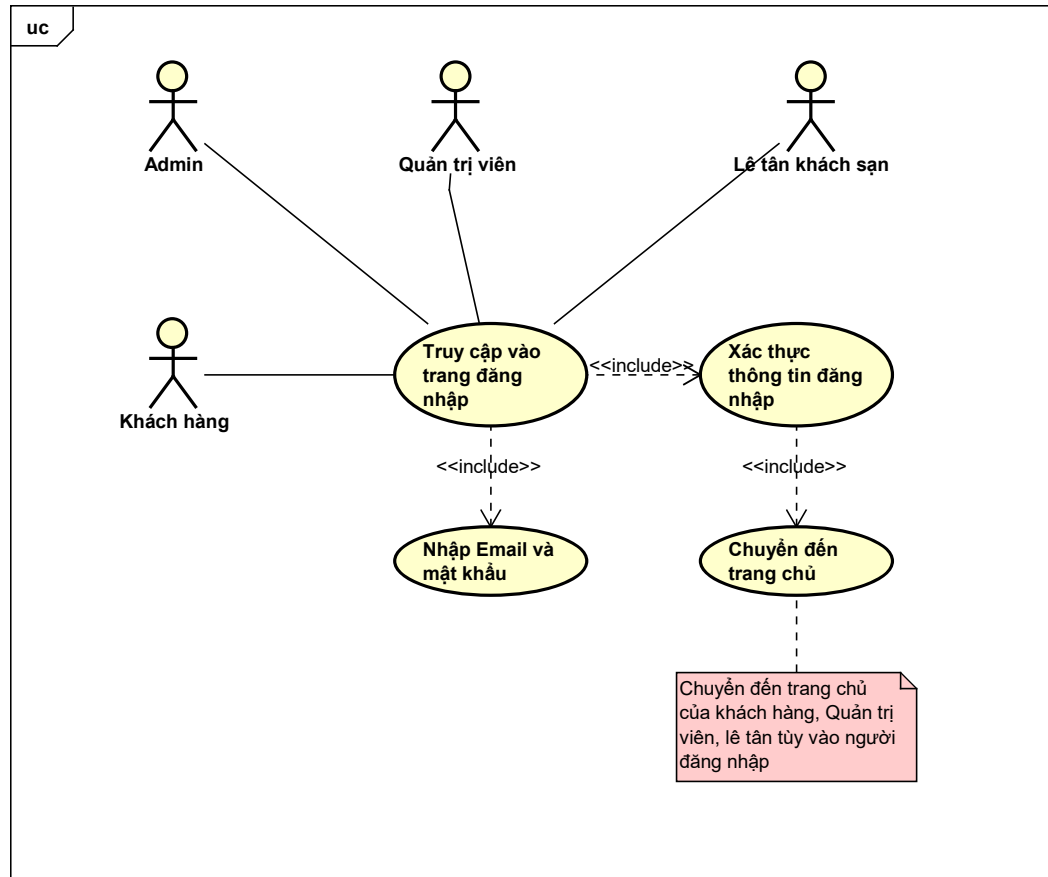 uc
Admin
Quản trị viên
Lê tân khách sạn
Khách hàng
Truy cập vào
trang đăng
nhập
<<include>>
Xác thực
thông tin đăng
nhập
<<include>>
<<include>>
Nhập Email và
mật khẩu
Chuyển đến
trang chủ
Chuyển đến trang chủ
của khách hàng, Quản trị
viên, lê tân tùy vào người
đăng nhập